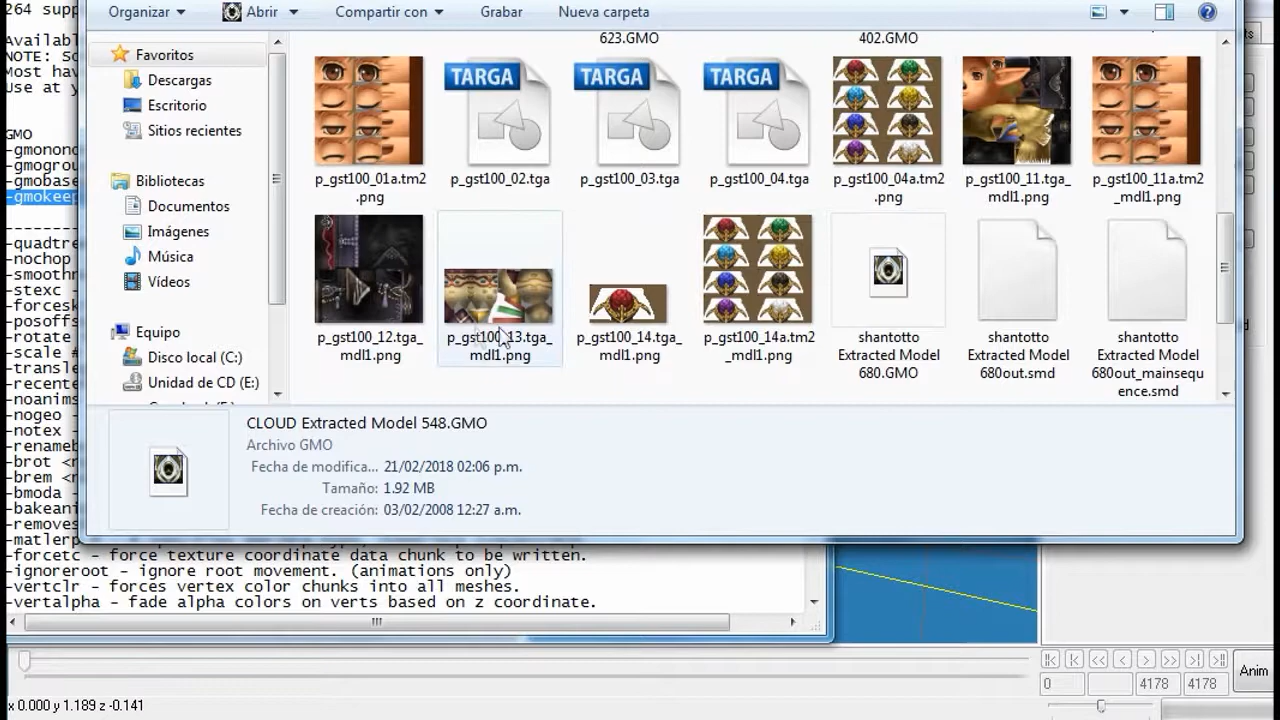 264 supp
Availabl
NOTE: So
Most hav
Use at y
GMO
-gmonono
-gmogrou
-gmobase
-gmokeep
-quadtre
-nochop
-smoothn
-stexc -
-forcesk
-posoffs
-rotate
-scale #
-transle
-recente
-noanims
-nogeo -
-notex -
-renameb
-brot <n
-brem <n
-bmoda -
-bakeani
-removes
-matlerp
-forcetc - force texture coordinate data chunk to be written.
-ignoreroot - ignore root movement. (animations only)
-vertclr - forces vertex color chunks into all meshes.
-vertalpha - fade alpha colors on verts based on z coordinate.
Organizar
Abrir
Compartir con
Grabar
Nueva carpeta
Favoritos
Descargas
Escritorio
Sitios recientes
Bibliotecas
Documentos
Imágenes
Música
Vídeos
Equipo
Disco local (C:)
Unidad de CD (E:)
623.GMO
402.GMO
TARGA
TARGA
TARGA
p_gst100_01a.tm2
.png
p_gst100_02.tga
p_gst100_03.tga
p_gst100_04.tga
p_gst100_04a.tm2
.png
p_gst100_11.tga_
mdl1.png
p_gst100_11a.tm2
_mdl1.png
p_gst100_12.tga_
mdl1.png
p_gst100_13.tga_
mdl1.png
p_gst100_14.tga_
mdl1.png
p_gst100_14a.tm2
_mdl1.png
shantotto
Extracted Model
680.GMO
shantotto
Extracted Model
680out.smd
shantotto
Extracted Model
680out_mainsequ
ence.smd
CLOUD Extracted Model 548.GMO
Archivo GMO
Fecha de modifica... 21/02/2018 02:06 p.m.
Tamaño: 1.92 MB
Fecha de creación: 03/02/2008 12:27 a.m.
0
4178
4178
Anim
x 0.000 y 1.189 z -0.141